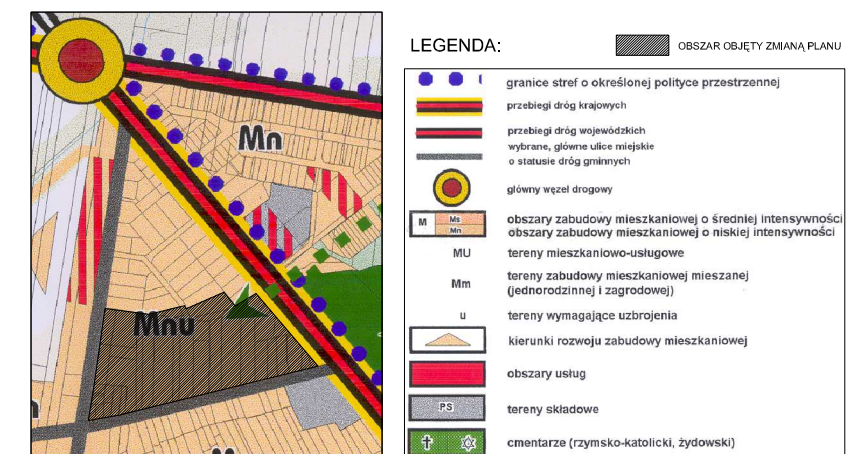 Mn
Mnu
LEGENDA:
OBSZAR OBJĘTY ZMIANĄ PLANU
granice stref o określonej polityce przestrzennej
przebiegi dróg krajowych
przebiegi dróg wojewódzkich
wybrane, główne ulice miejskie
o statusie dróg gminnych
główny węzeł drogowy
M Ms Mn
obszary zabudowy mieszkaniowej o średniej intensywności
obszary zabudowy mieszkaniowej o niskiej intensywności
MU tereny mieszkaniowo-usługowe
Mm tereny zabudowy mieszkaniowej mieszanej
(jednorodzinnej i zagrodowej)
u tereny wymagające uzbrojenia
kierunki rozwoju zabudowy mieszkaniowej
obszary usług
PS tereny składowe
cmentarze (rzymsko-katolicki, żydowski)